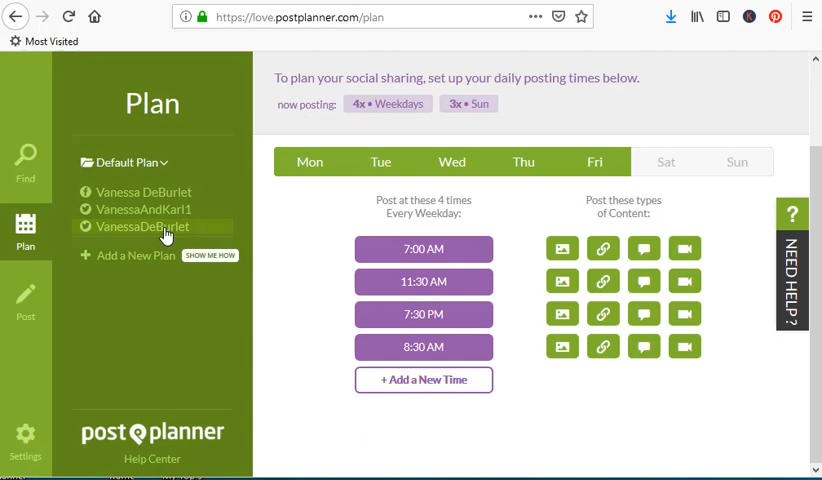 https://love.postplanner.com/plan
Most Visited
Find
Plan
Post
Settings
Plan
Default Plan
Vanessa DeBurlet
VanessaAndKarl1
VanessaDeBurlet
+ Add a New Plan SHOW ME HOW
post planner
Help Center
To plan your social sharing, set up your daily posting times below.
now posting: 4x • Weekdays 3x • Sun
Mon Tue Wed Thu Fri Sat Sun
Post at these 4 times
Every Weekday:
Post these types
of Content:
7:00 AM
11:30 AM
7:30 PM
8:30 AM
+ Add a New Time
? NEED HELP?